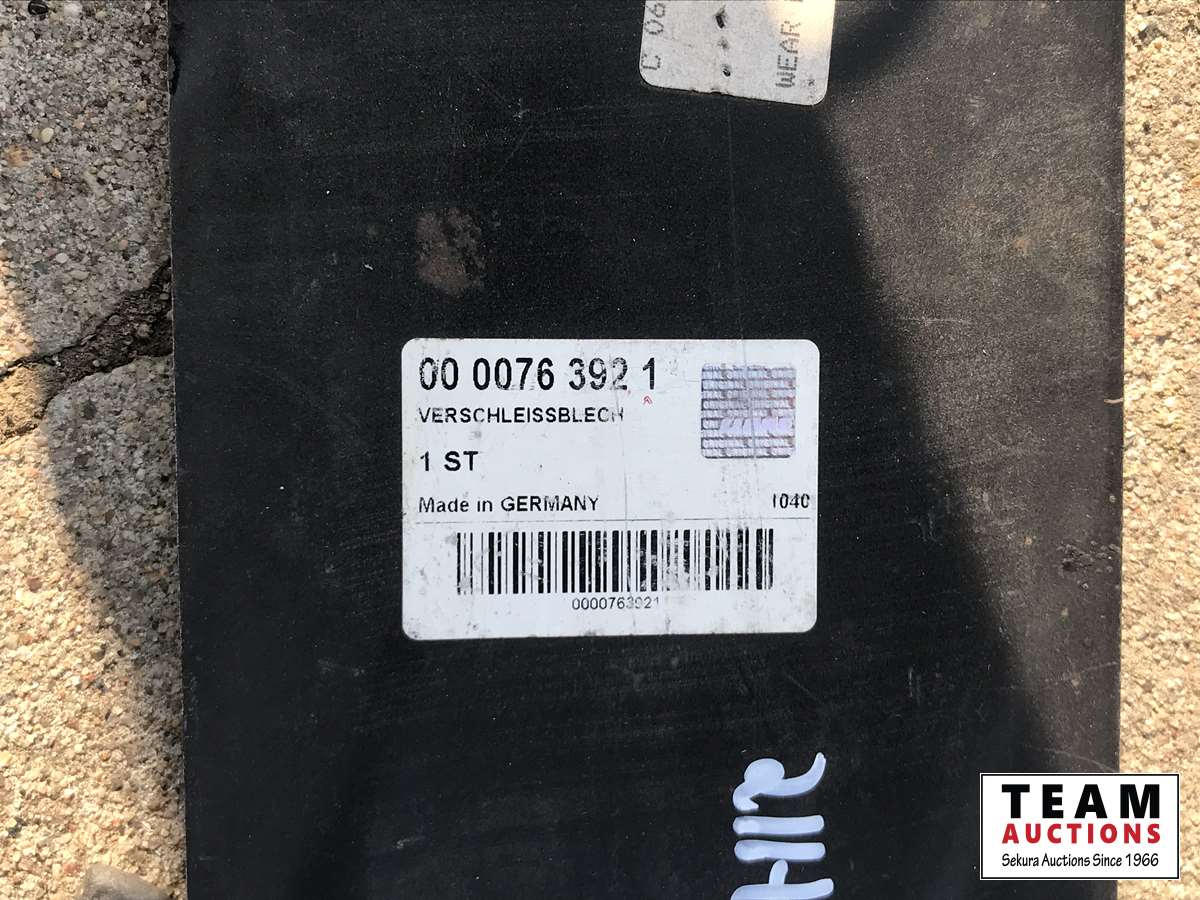 C 06
WEAR
00 0076 392 1
VERSCHLEISSBLECH
1 ST
Made in GERMANY 1040
0000763921
TEAM
AUCTIONS
Sekura Auctions Since 1966